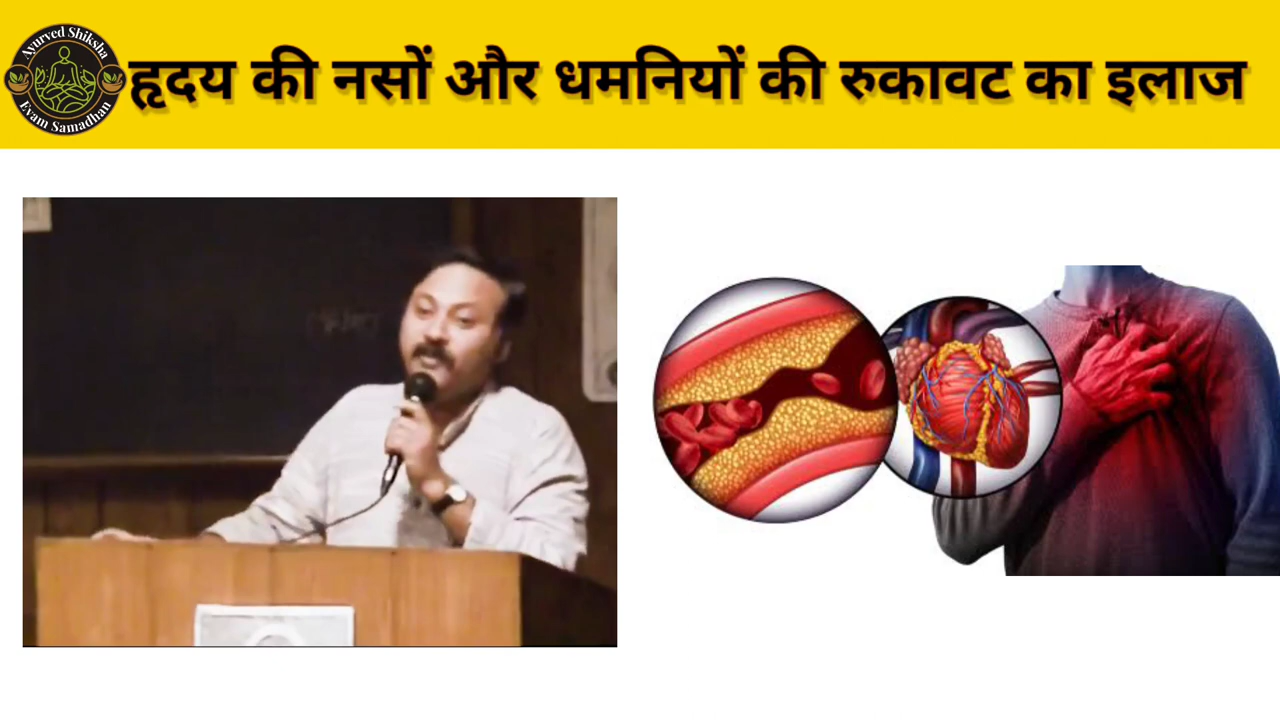 Ayurved Shiksha
Evam Samadhan
हृदय की नसों और धमनियों की रुकावट का इलाज